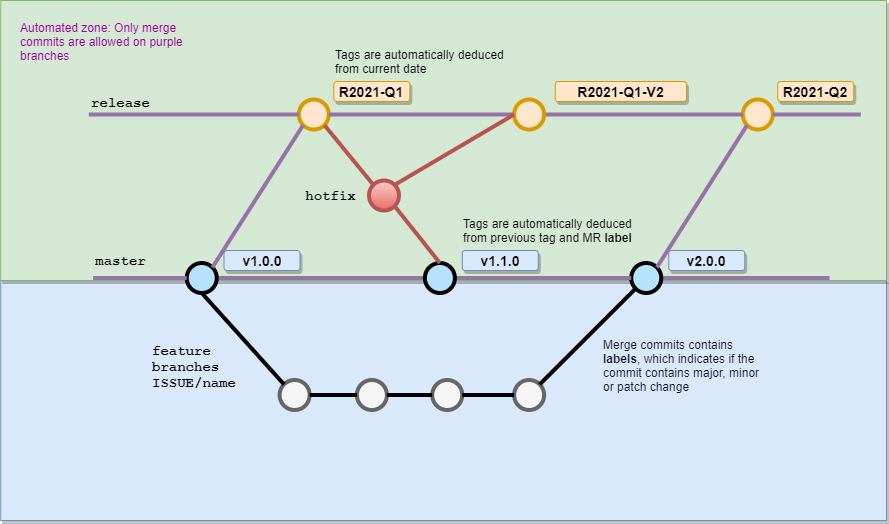 Automated zone: Only merge
commits are allowed on purple
branches
Tags are automatically deduced
from current date
R2021-Q1
R2021-Q1-V2
R2021-Q2
release
hotfix
Tags are automatically deduced
from previous tag and MR label
master
v1.0.0
v1.1.0
v2.0.0
feature
branches
ISSUE/name
Merge commits contains
labels, which indicates if the
commit contains major, minor
or patch change